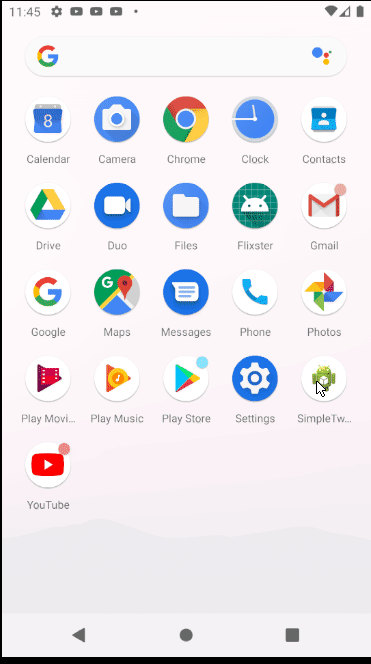 11:45
Calendar Camera Chrome Clock Contacts
Drive Duo Files Flixster Gmail
Google Maps Messages Phone Photos
Play Movi... Play Music Play Store Settings SimpleTw...
YouTube